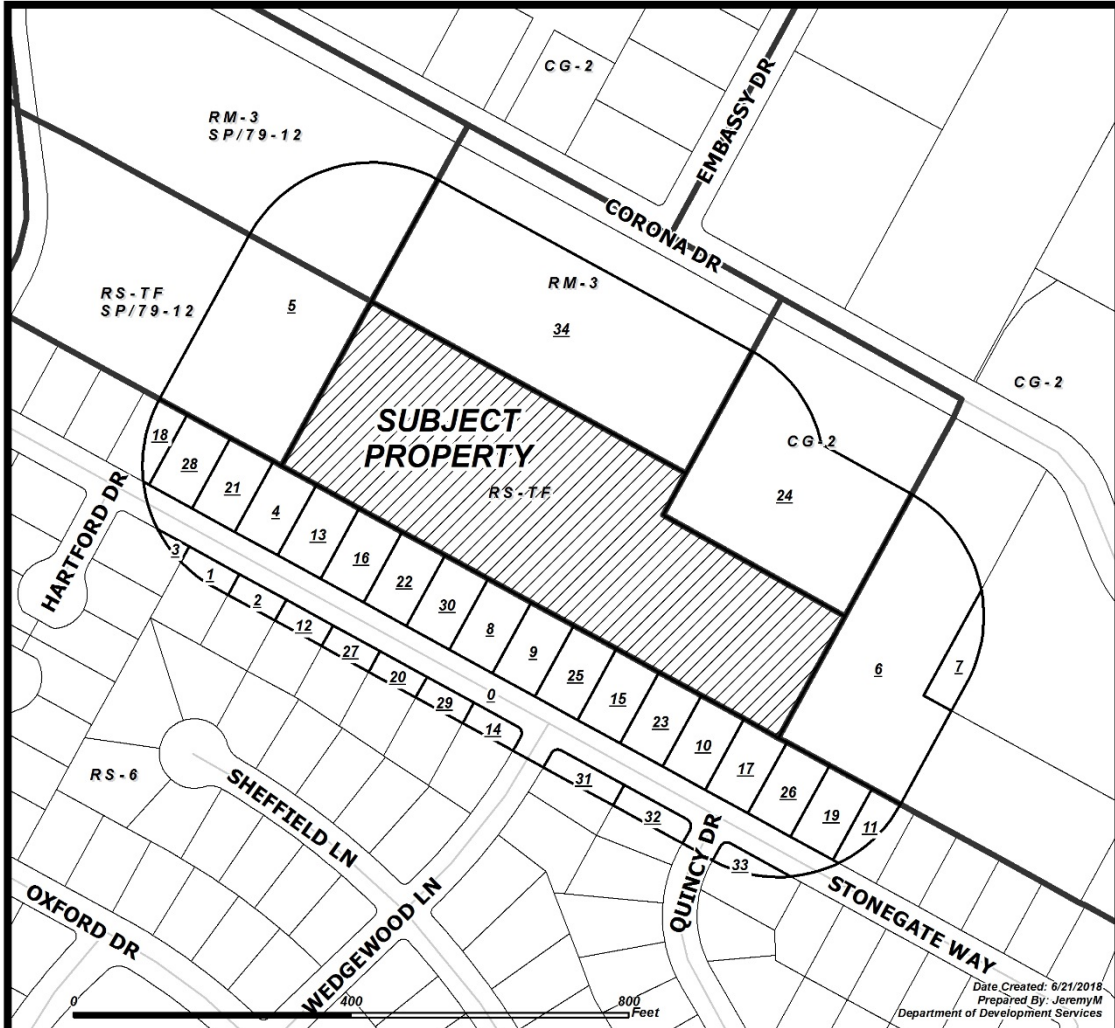 CG-2
EMBASSY DR
RM-3
SP/79-12
CORONA DR
RM-3
RS-TF
SP/79-12
5
34
CG-2
SUBJECT
PROPERTY
CG-2
RS-TF
24
18
28
21
4
13
16
22
30
8
9
25
15
23
10
17
26
19
11
6
7
HARTFORD DR
3
1
2
12
27
20
29
14
0
31
32
33
RS-6
SHEFFIELD LN
QUINCY DR
STONEGATE WAY
OXFORD DR
WEDGEWOOD LN
0
400
800
Feet
Date Created: 6/21/2018
Prepared By: JeremyM
Department of Development Services